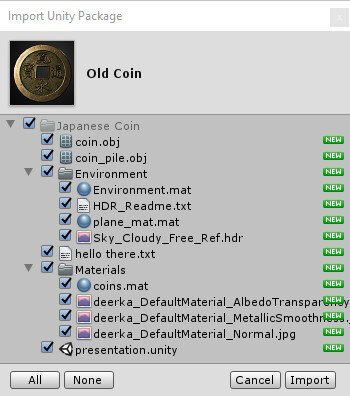 Import Unity Package
x
Old Coin
Japanese Coin
coin.obj NEW
coin_pile.obj NEW
Environment NEW
Environment.mat NEW
HDR_Readme.txt NEW
plane_mat.mat NEW
Sky_Cloudy_Free_Ref.hdr NEW
hello there.txt NEW
Materials NEW
coins.mat NEW
deerka_DefaultMaterial_AlbedoTransparency NEW
deerka_DefaultMaterial_MetallicSmoothness. NEW
deerka_DefaultMaterial_Normal.jpg NEW
presentation.unity NEW
All None Cancel Import